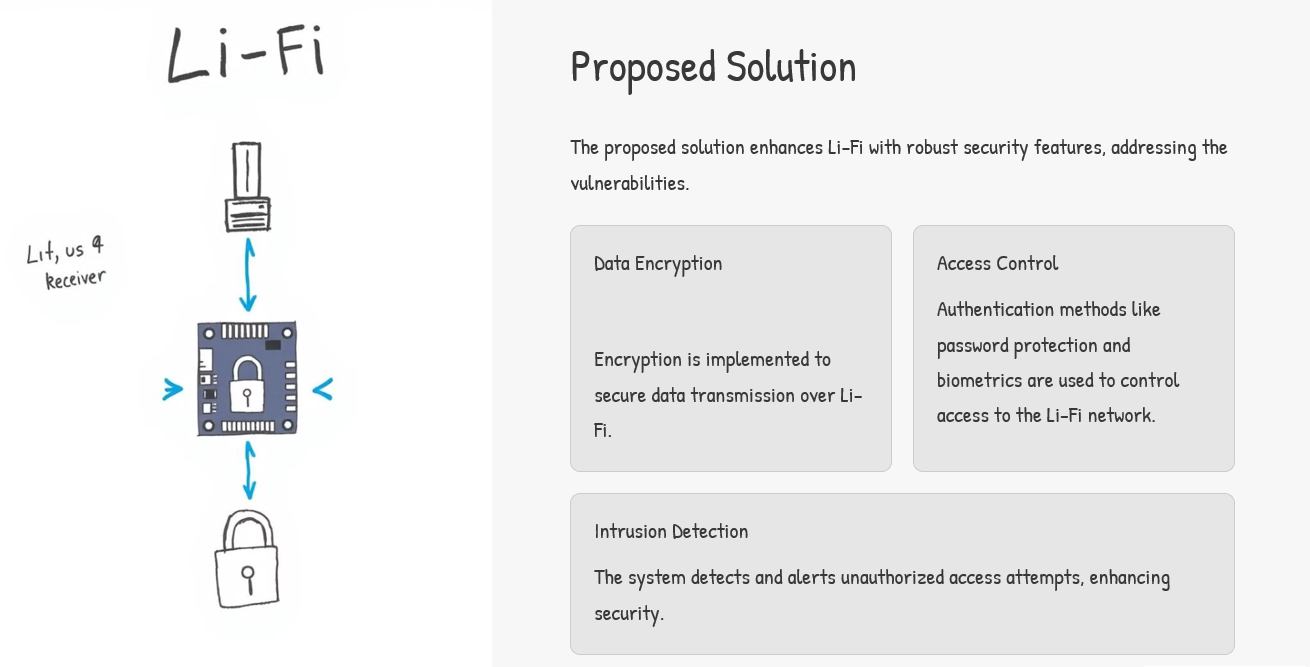 Li-Fi
Lit, us 9
Receiver
Proposed Solution
The proposed solution enhances Li-Fi with robust security features, addressing the
vulnerabilities.
Data Encryption
Encryption is implemented to
secure data transmission over Li-
Fi.
Access Control
Authentication methods like
password protection and
biometrics are used to control
access to the Li-Fi network.
Intrusion Detection
The system detects and alerts unauthorized access attempts, enhancing
security.